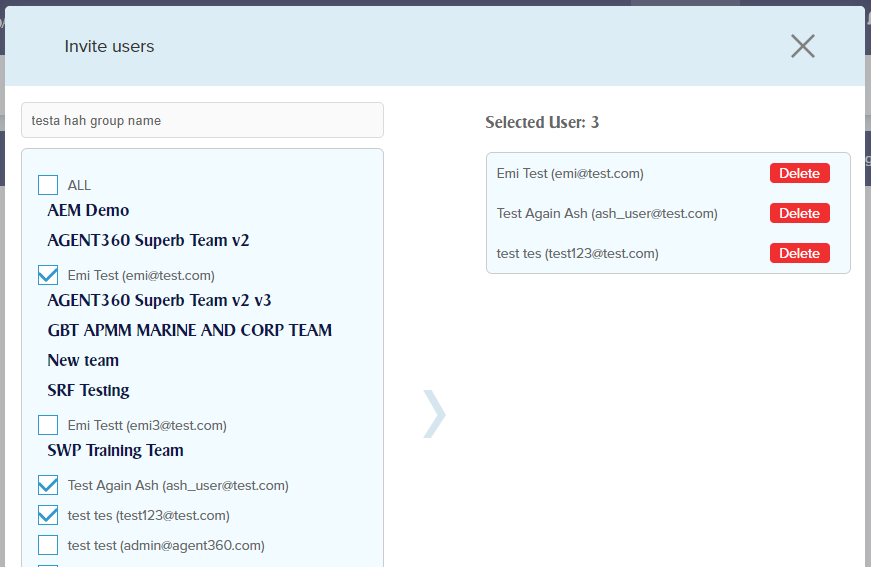 Invite users
testa hah group name
ALL
AEM Demo
AGENT360 Superb Team v2
Emi Test (emi@test.com)
AGENT360 Superb Team v2 v3
GBT APMM MARINE AND CORP TEAM
New team
SRF Testing
Emi Testt (emi3@test.com)
SWP Training Team
Test Again Ash (ash_user@test.com)
test tes (test123@test.com)
test test (admin@agent360.com)
Selected User: 3
Emi Test (emi@test.com) Delete
Test Again Ash (ash_user@test.com) Delete
test tes (test123@test.com) Delete